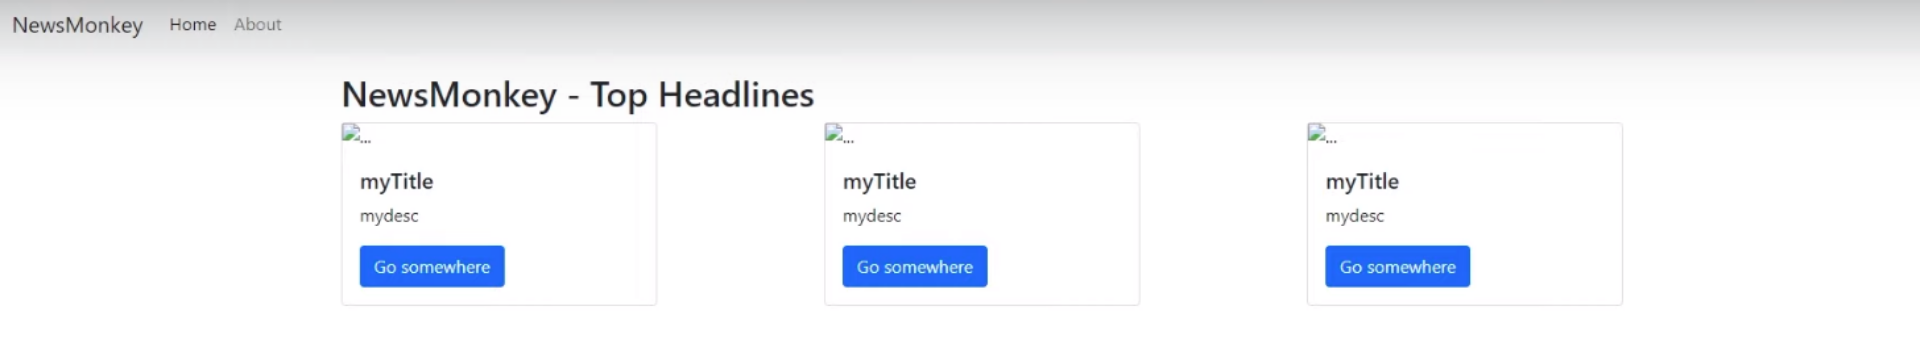 NewsMonkey Home About
NewsMonkey - Top Headlines
... ... ...
myTitle myTitle myTitle
mydesc mydesc mydesc
Go somewhere Go somewhere Go somewhere